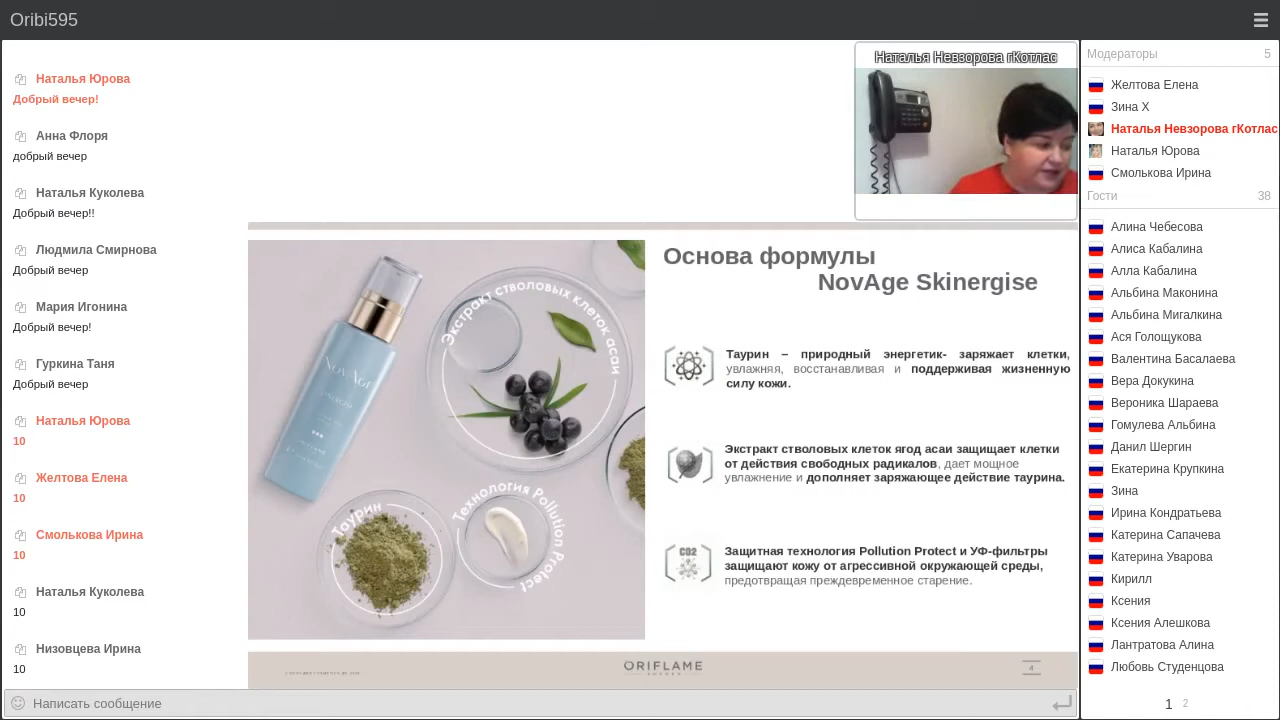 Oribi595
Наталья Юрова
Добрый вечер!
Анна Флоря
добрый вечер
Наталья Куколева
Добрый вечер!!
Людмила Смирнова
Добрый вечер
Мария Игонина
Добрый вечер!
Гуркина Таня
Добрый вечер
Наталья Юрова
10
Желтова Елена
10
Смолькова Ирина
10
Наталья Куколева
10
Низовцева Ирина
10
Написать сообщение
Наталья Невзорова гКотлас
Основа формулы
NovAge Skinergise
Экстракт стволовых клеток асаи
NOVAGE
Таурин
Таурин – природный энергетик- заряжает клетки,
увлажняя, восстанавливая и поддерживая жизненную
силу кожи.
Экстракт стволовых клеток ягод асаи защищает клетки
от действия свободных радикалов, дает мощное
увлажнение и дополняет заряжающее действие таурина.
CO2
Защитная технология Pollution Protect и УФ-фильтры
защищают кожу от агрессивной окружающей среды,
предотвращая преждевременное старение.
ORIFLAME
SWEDEN
4
Модераторы 5
Желтова Елена
Зина Х
Наталья Невзорова гКотлас
Наталья Юрова
Смолькова Ирина
Гости 38
Алина Чебесова
Алиса Кабалина
Алла Кабалина
Альбина Маконина
Альбина Мигалкина
Ася Голощукова
Валентина Басалаева
Вера Докукина
Вероника Шараева
Гомулева Альбина
Данил Шергин
Екатерина Крупкина
Зина
Ирина Кондратьева
Катерина Сапачева
Катерина Уварова
Кирилл
Ксения
Ксения Алешкова
Лантратова Алина
Любовь Студенцова
1 2